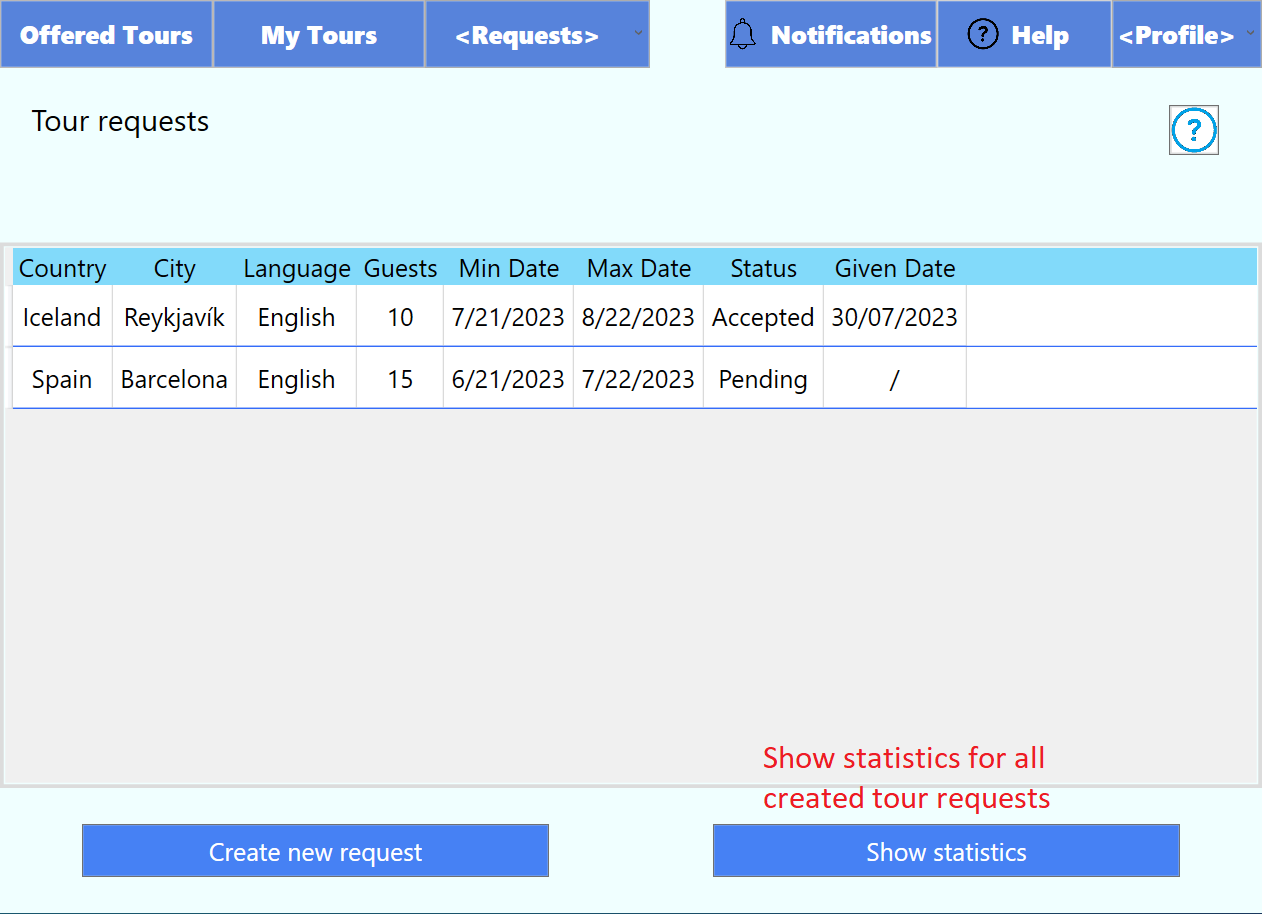 Offered Tours My Tours <Requests> Notifications ? Help <Profile>
Tour requests ?
Country City Language Guests Min Date Max Date Status Given Date
Iceland Reykjavík English 10 7/21/2023 8/22/2023 Accepted 30/07/2023
Spain Barcelona English 15 6/21/2023 7/22/2023 Pending /
Show statistics for all
created tour requests
Create new request Show statistics